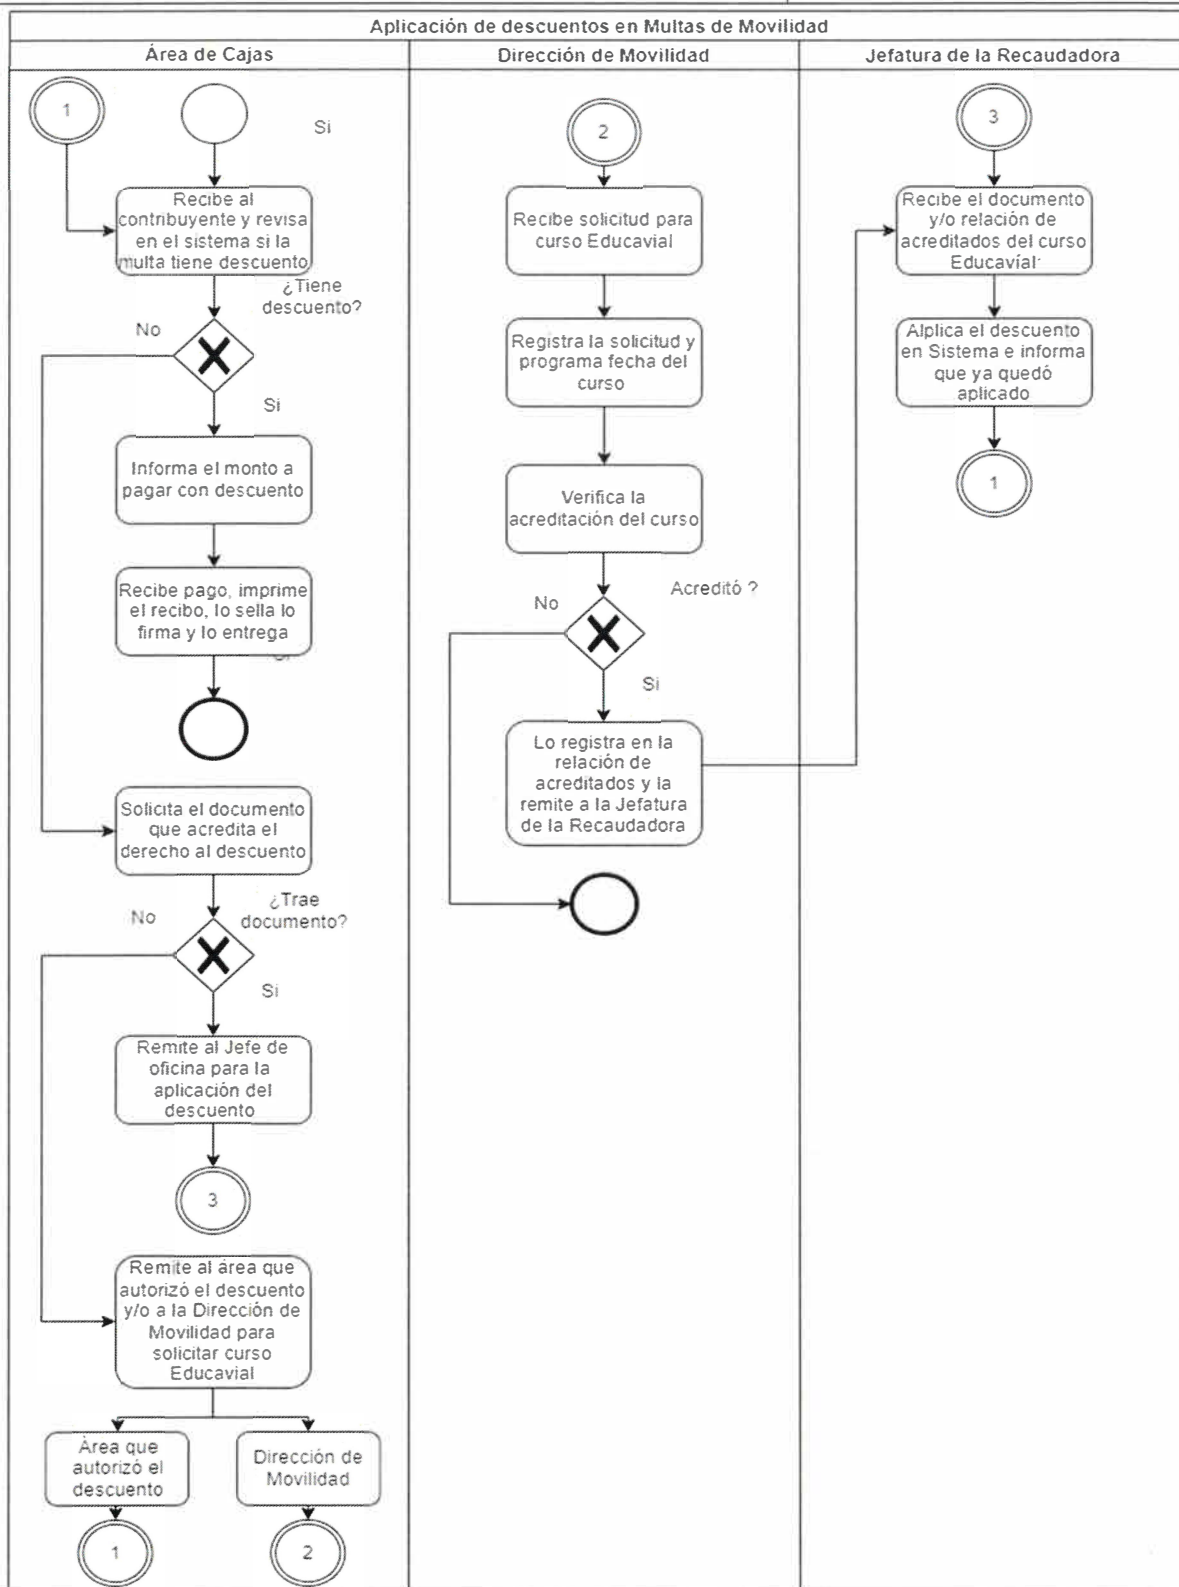 Aplicación de descuentos en Multas de Movilidad
Área de Cajas
Dirección de Movilidad
Jefatura de la Recaudadora
1
Si
Recibe al
contribuyente y revisa
en el sistema si la
multa tiene descuento
¿Tiene
descuento?
No
Si
Informa el monto a
pagar con descuento
Recibe pago, imprime
el recibo, lo sella lo
firma y lo entrega
Solicita el documento
que acredita el
derecho al descuento
¿Trae
documento?
No
Si
Remite al Jefe de
oficina para la
aplicación del
descuento
3
Remite al área que
autorizó el descuento
y/o a la Dirección de
Movilidad para
solicitar curso
Educavial
Área que
autorizó el
descuento
Dirección de
Movilidad
1
2
2
Recibe solicitud para
curso Educavial
Registra la solicitud y
programa fecha del
curso
Verifica la
acreditación del curso
Acreditó ?
No
Si
Lo registra en la
relación de
acreditados y la
remite a la Jefatura
de la Recaudadora
3
Recibe el documento
y/o relación de
acreditados del curso
Educavíal
Alplica el descuento
en Sistema e informa
que ya quedó
aplicado
1